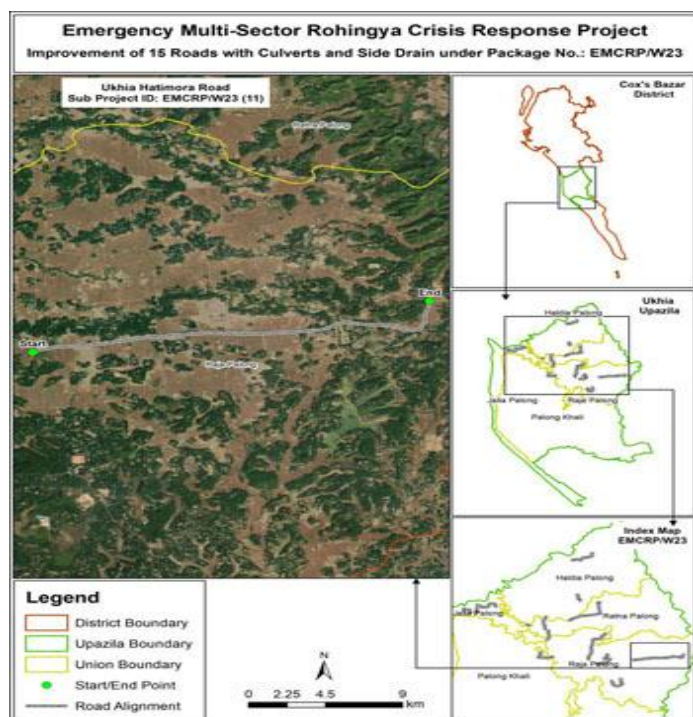 Emergency Multi-Sector Rohingya Crisis Response Project
Improvement of 15 Roads with Culverts and Side Drain under Package No.: EMCRP/W23
Ukhia Hatimora Road
Sub Project ID: EMCRP/W23 (11)
Ratna Palong
End
Start
Raja Palong
Cox's Bazar
District
Ukhia
Upazila
Haldia Palong
Jalia Palong
Raja Palong
Palong Khali
Index Map
EMCRP/W23
Haldia Palong
Jalia Palong
Ratna Palong
Raja Palong
Palong Khali
Legend
District Boundary
Upazila Boundary
Union Boundary
Start/End Point
Road Alignment
N
0 2.25 4.5 9
km